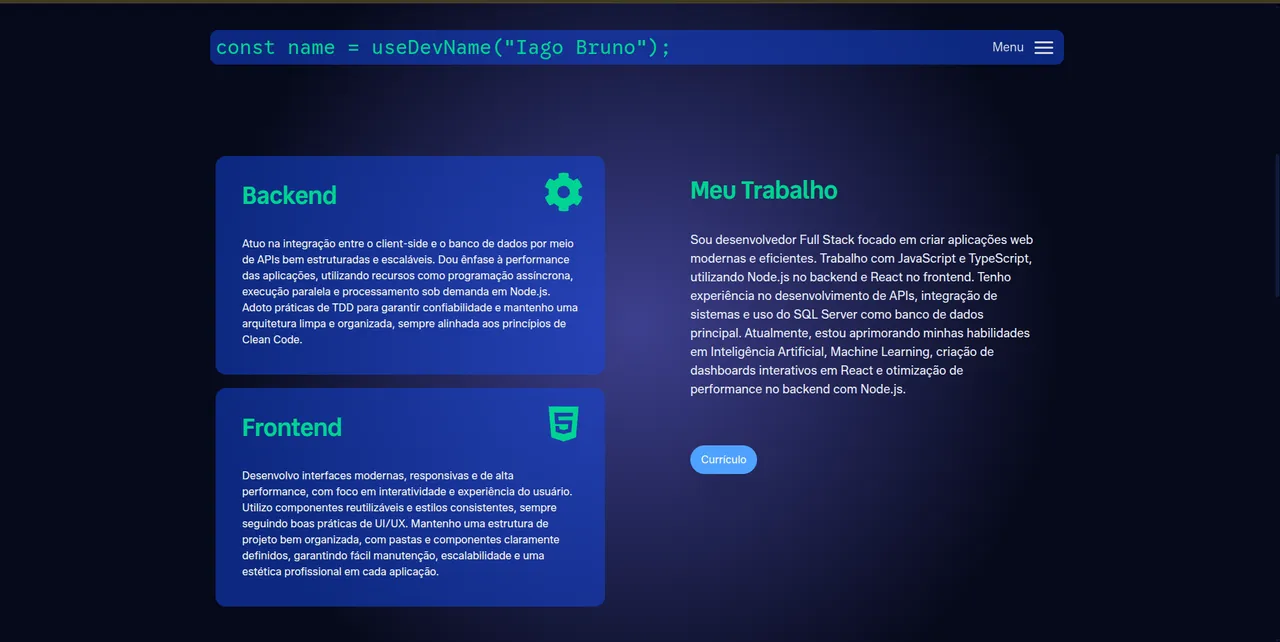 const name = useDevName("Iago Bruno");
Menu
Backend
Atuo na integração entre o client-side e o banco de dados por meio
de APIs bem estruturadas e escaláveis. Dou ênfase à performance
das aplicações, utilizando recursos como programação assíncrona,
execução paralela e processamento sob demanda em Node.js.
Adoto práticas de TDD para garantir confiabilidade e mantenho uma
arquitetura limpa e organizada, sempre alinhada aos princípios de
Clean Code.
Frontend
Desenvolvo interfaces modernas, responsivas e de alta
performance, com foco em interatividade e experiência do usuário.
Utilizo componentes reutilizáveis e estilos consistentes, sempre
seguindo boas práticas de UI/UX. Mantenho uma estrutura de
projeto bem organizada, com pastas e componentes claramente
definidos, garantindo fácil manutenção, escalabilidade e uma
estética profissional em cada aplicação.
Meu Trabalho
Sou desenvolvedor Full Stack focado em criar aplicações web
modernas e eficientes. Trabalho com JavaScript e TypeScript,
utilizando Node.js no backend e React no frontend. Tenho
experiência no desenvolvimento de APIs, integração de
sistemas e uso do SQL Server como banco de dados
principal. Atualmente, estou aprimorando minhas habilidades
em Inteligência Artificial, Machine Learning, criação de
dashboards interativos em React e otimização de
performance no backend com Node.js.
Currículo